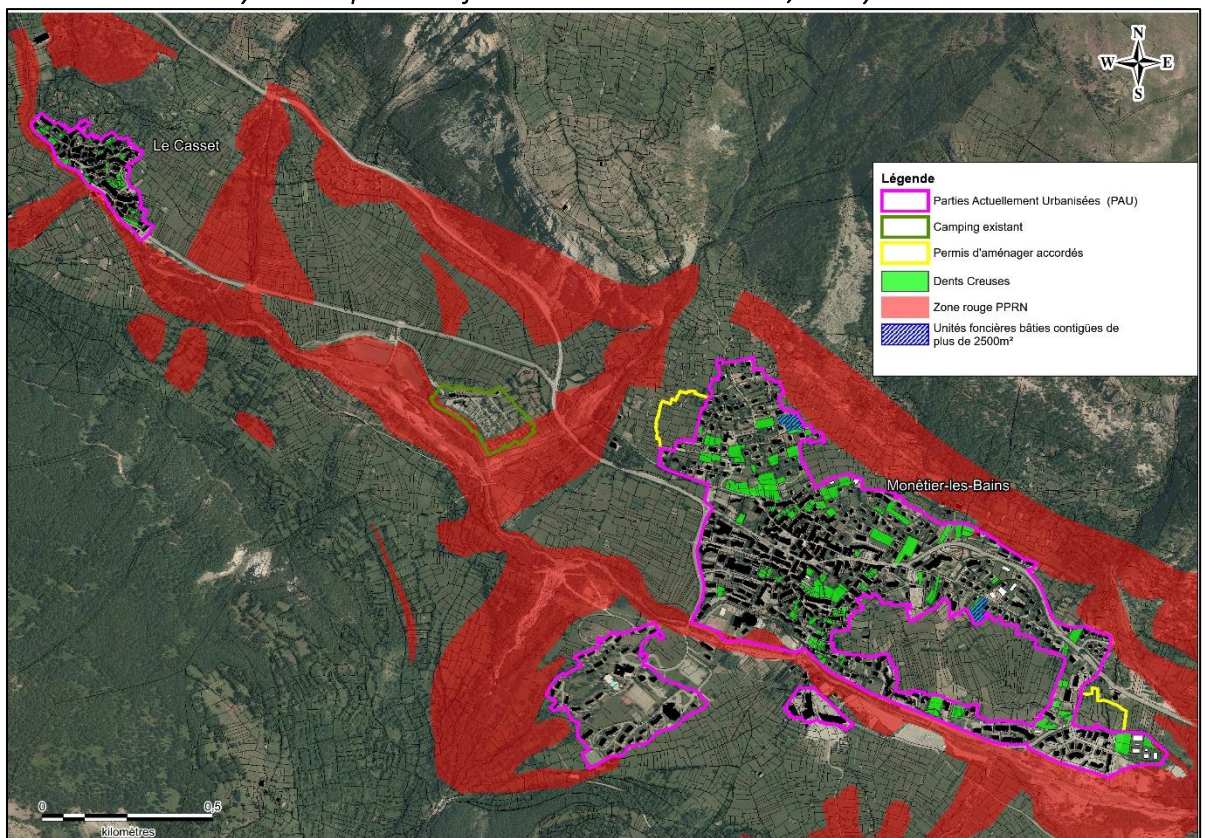 N
W E
S
Le Casset
Légende
Parties Actuellement Urbanisées (PAU)
Camping existant
Permis d'aménager accordés
Dents Creuses
Zone rouge PPRN
Unités foncières bâties contigües de
plus de 2500m²
Monêtier-les-Bains
0 0,5
kilomètres